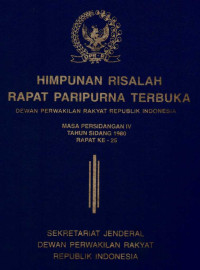 HIMPUNAN RISALAH
RAPAT PARIPURNA TERBUKA
DEWAN PERWAKILAN RAKYAT REPUBLIK INDONESIA
MASA PERSIDANGAN IV
TAHUN SIDANG 1980
RAPAT KE - 25
SEKRETARIAT JENDERAL
DEWAN PERWAKILAN RAKYAT
REPUBLIK INDONESIA